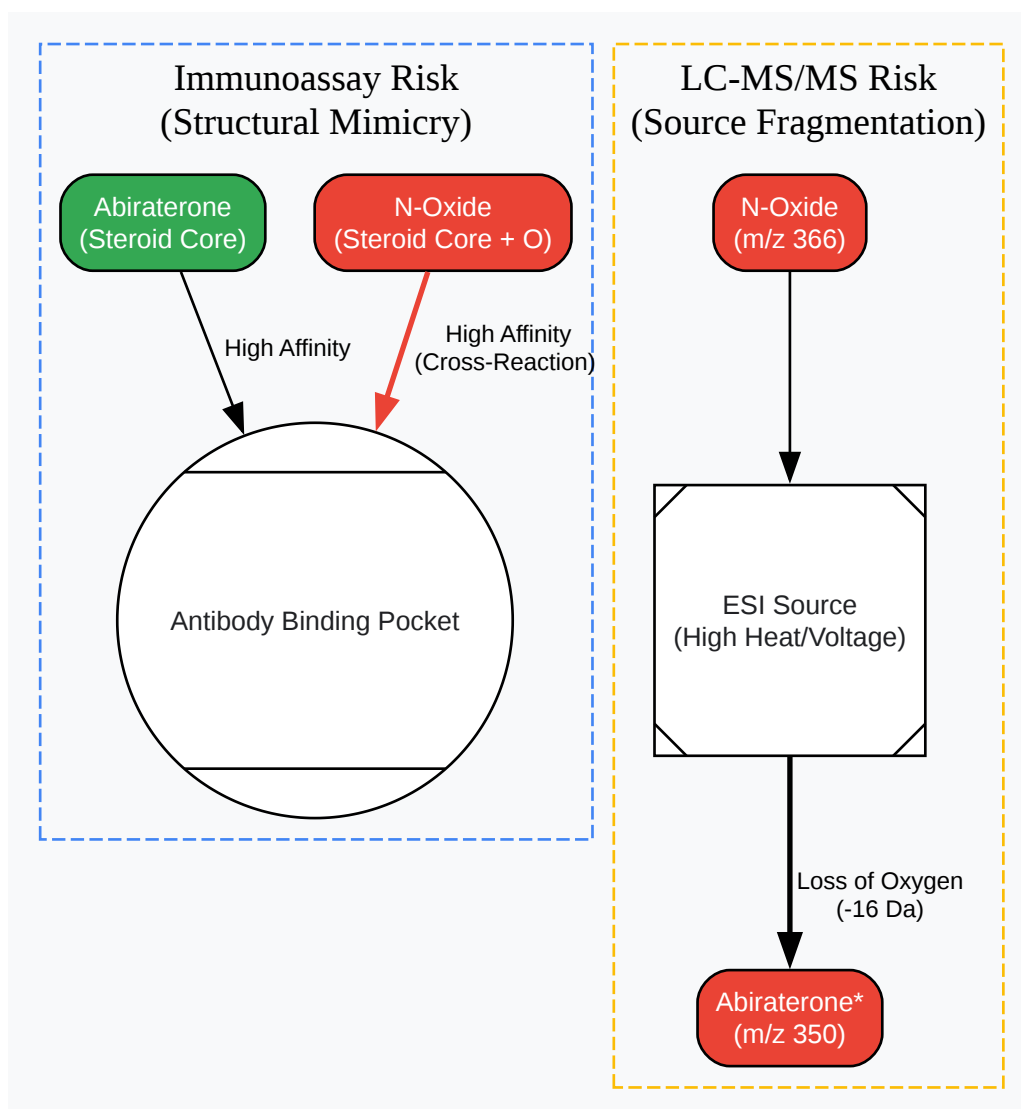 Immunoassay Risk
(Structural Mimicry)
Abiraterone
(Steroid Core)
N-Oxide
(Steroid Core + O)
High Affinity
High Affinity
(Cross-Reaction)
Antibody Binding Pocket
LC-MS/MS Risk
(Source Fragmentation)
N-Oxide
(m/z 366)
ESI Source
(High Heat/Voltage)
Loss of Oxygen
(-16 Da)
Abiraterone*
(m/z 350)